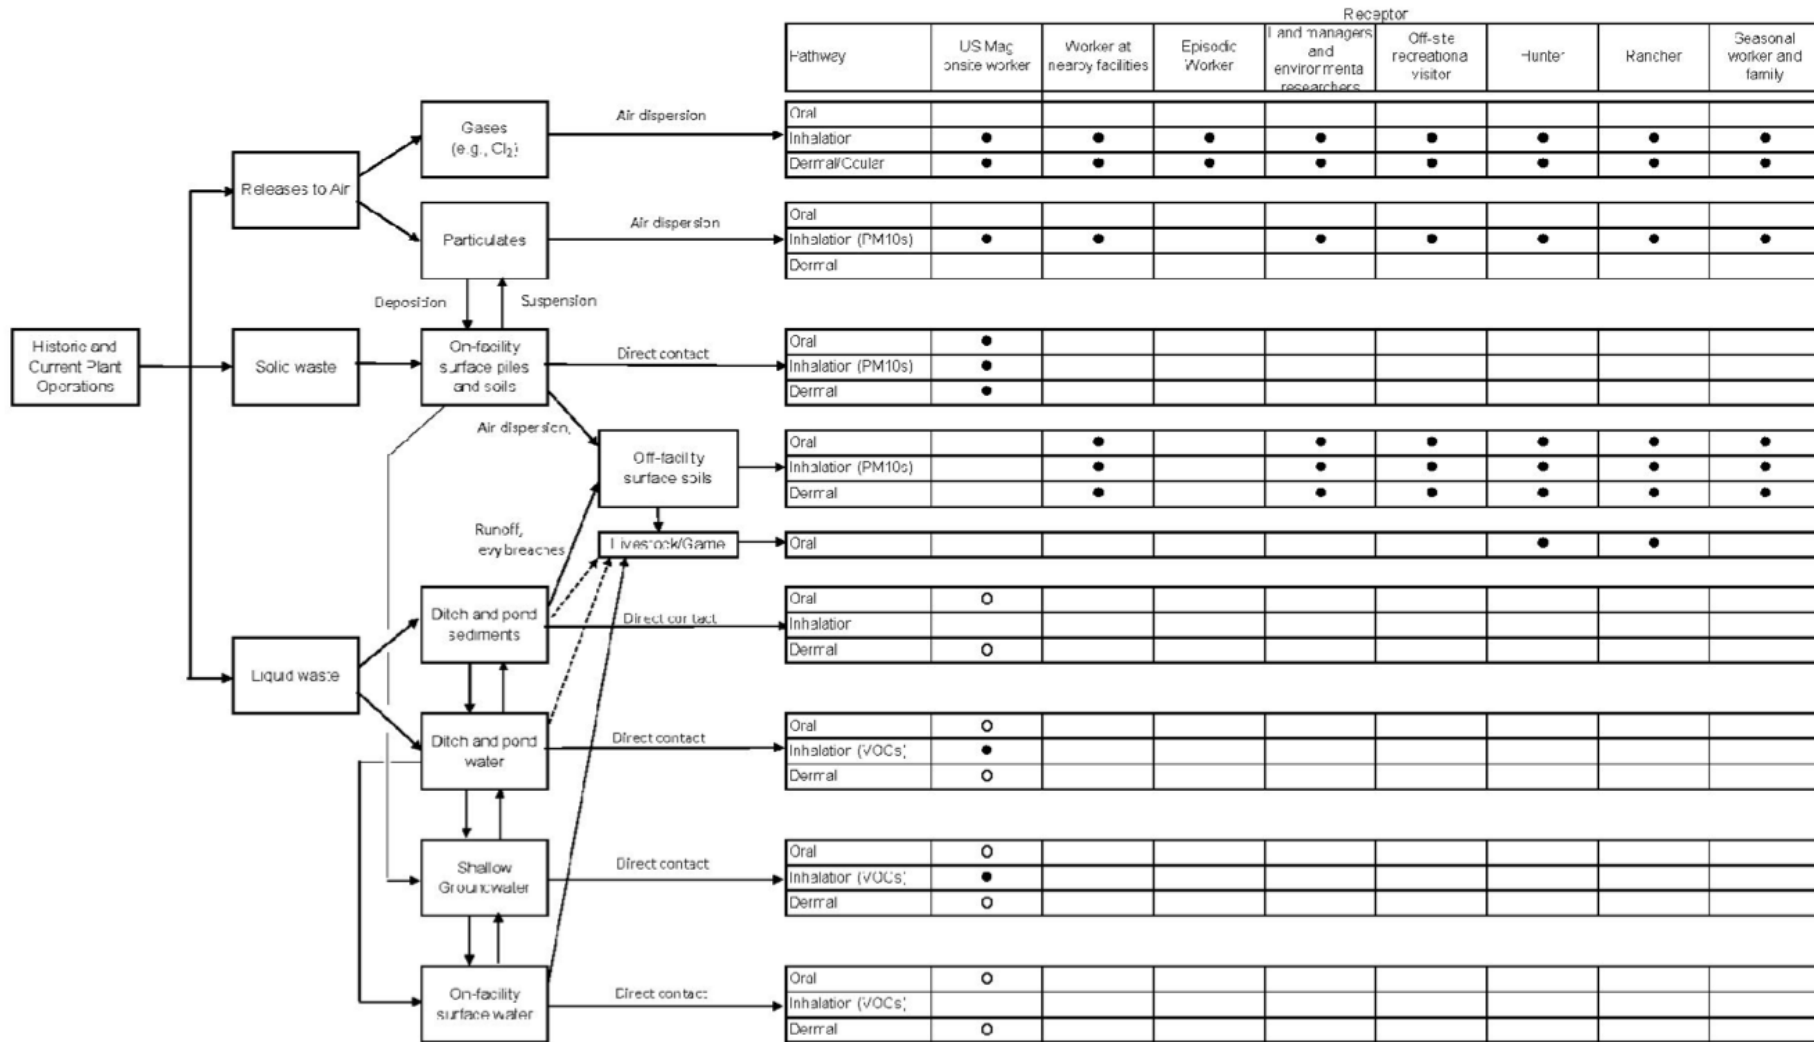 Receptor
Pathway
US Mag
onsite worker
Worker at
nearby facilities
Episodic
Worker
Land managers
and
environmenta
researchers
Off-site
recreationa
visitor
Hunter
Rancher
Seasonal
worker and
family
Gases
(e.g., Cl2)
Air dispersion
Oral
Inhalation
Dermal/Ocular
Releases to Air
Particulates
Air dispersion
Oral
Inhalation (PM10s)
Dermal
Deposition
Suspension
Historic and
Current Plant
Operations
Solid waste
On-facility
surface piles
and soils
Direct contact
Oral
Inhalation (PM10s)
Dermal
Air dispersion,
Off-facility
surface soils
Oral
Inhalation (PM10s)
Dermal
Runoff,
evy breaches
Livestock/Game
Oral
Ditch and pond
sediments
Direct contact
Oral
Inhalation
Dermal
Liquid waste
Ditch and pond
water
Direct contact
Oral
Inhalation (VOCs)
Dermal
Shallow
Groundwater
Direct contact
Oral
Inhalation (VOCs)
Dermal
On-facility
surface water
Direct contact
Oral
Inhalation (VOCs)
Dermal